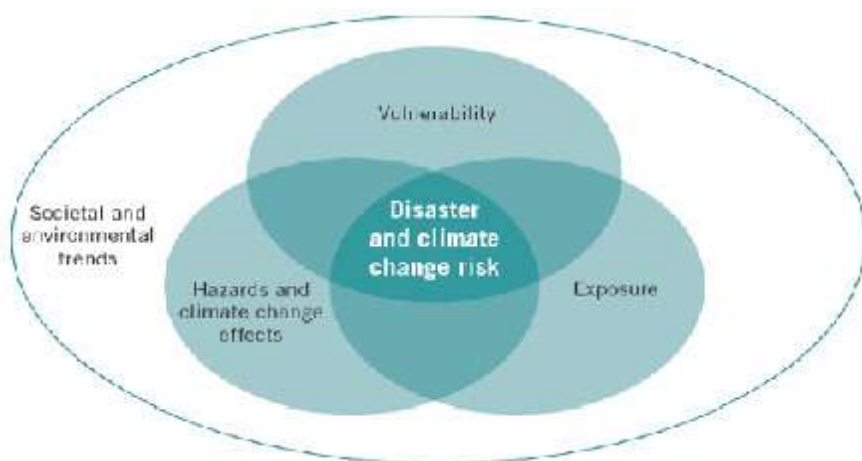 Vulnerability
Disaster
and climate
change risk
Societal and
environmental
trends
Hazards and
climate change
effects
Exposure